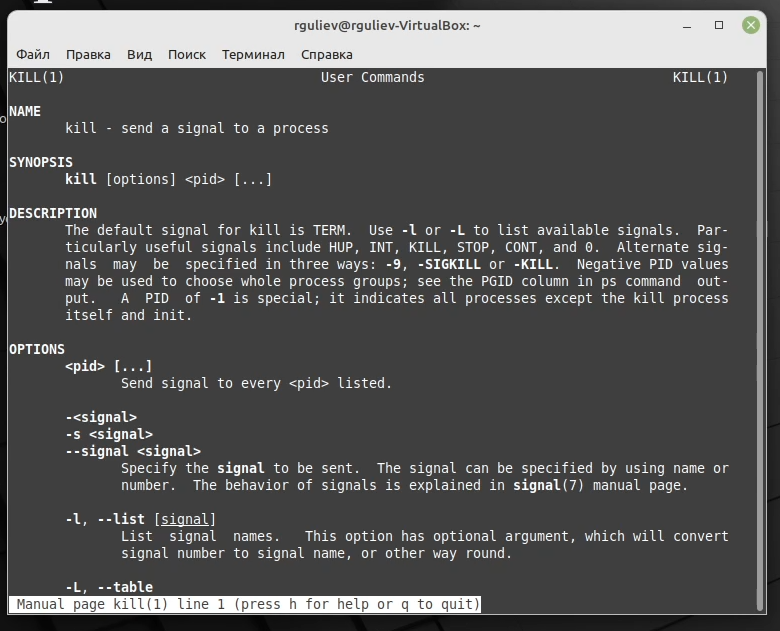 rguliev@rguliev-VirtualBox: ~
Файл Правка Вид Поиск Терминал Справка
KILL(1) User Commands KILL(1)
NAME
kill - send a signal to a process
SYNOPSIS
kill [options] <pid> [...]
DESCRIPTION
The default signal for kill is TERM. Use -l or -L to list available signals. Par-
ticularly useful signals include HUP, INT, KILL, STOP, CONT, and 0. Alternate sig-
nals may be specified in three ways: -9, -SIGKILL or -KILL. Negative PID values
may be used to choose whole process groups; see the PGID column in ps command out-
put. A PID of -1 is special; it indicates all processes except the kill process
itself and init.
OPTIONS
<pid> [...]
Send signal to every <pid> listed.
-<signal>
-s <signal>
--signal <signal>
Specify the signal to be sent. The signal can be specified by using name or
number. The behavior of signals is explained in signal(7) manual page.
-l, --list [signal]
List signal names. This option has optional argument, which will convert
signal number to signal name, or other way round.
-L, --table
Manual page kill(1) line 1 (press h for help or q to quit)